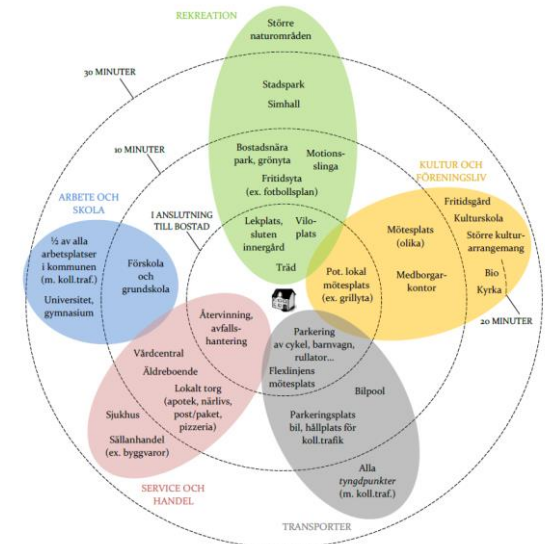 REKREATION
Större
naturområden
30 MINUTER
Stadspark
Simhall
10 MINUTER
Bostadsnära
park, grönyta
Motions-
slinga
Fritidsyta
(ex. fotbollsplan)
KULTUR OCH
FÖRENINGSLIV
ARBETE OCH
SKOLA
I ANSLUTNING
TILL BOSTAD
Lekplats,
sluten
innergård
Vilo-
plats
Träd
Fritidsgård
Kulturskola
Större kultur-
arrangemang
Mötesplats
(olika)
Medborgar-
kontor
Bio
Kyrka
20 MINUTER
Pot. lokal
mötesplats
(ex. grillyta)
½ av alla
arbetsplatser
i kommunen
(m. koll.traf.)
Universitet,
gymnasium
Förskola
och
grundskola
Återvinning,
avfalls-
hantering
Vårdcentral
Äldreboende
Lokalt torg
(apotek, närlivs,
post/paket,
pizzeria)
Sjukhus
Sällanhandel
(ex. byggvaror)
SERVICE OCH
HANDEL
Parkering
av cykel, barnvagn,
rullator...
Flexlinjens
mötesplats
Bilpool
Parkeringsplats
bil, hållplats för
koll.trafik
Alla
tyngdpunkter
(m. koll.traf.)
TRANSPORTER